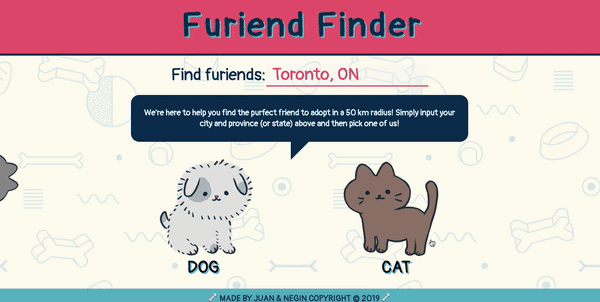 Furiend Finder
Find furiends: Toronto, ON
We're here to help you find the purfect friend to adopt in a 50 km radius! Simply input your
city and province (or state) above and then pick one of us!
DOG CAT
MADE BY JUAN & NEGIN COPYRIGHT © 2019